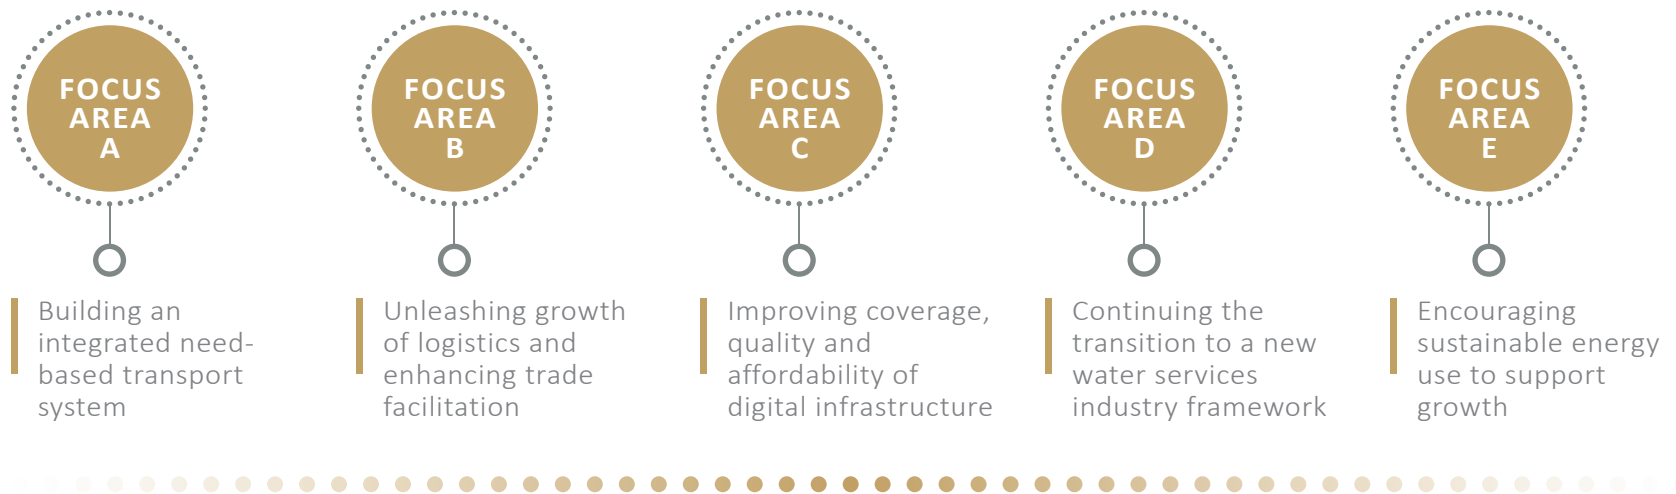 FOCUS
AREA
A
FOCUS
AREA
B
FOCUS
AREA
C
FOCUS
AREA
D
FOCUS
AREA
E
Building an
integrated need-
based transport
system
Unleashing growth
of logistics and
enhancing trade
facilitation
Improving coverage,
quality and
affordability of
digital infrastructure
Continuing the
transition to a new
water services
industry framework
Encouraging
sustainable energy
use to support
growth